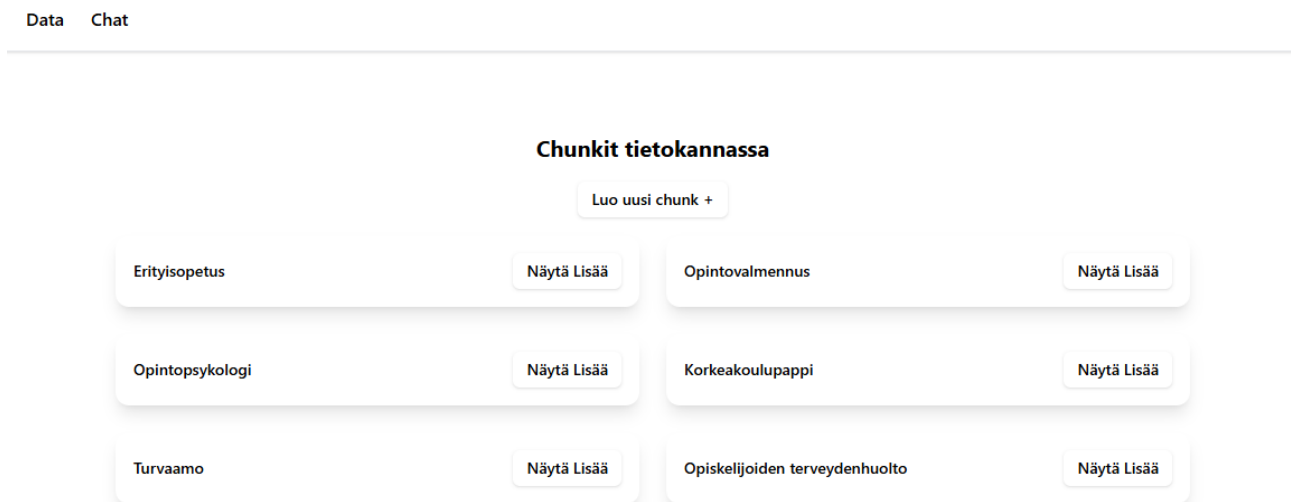 Data Chat
Chunkit tietokannassa
Luo uusi chunk +
Erityisopetus Näytä Lisää Opintovalmennus Näytä Lisää
Opintopsykologi Näytä Lisää Korkeakoulupappi Näytä Lisää
Turvaamo Näytä Lisää Opiskelijoiden terveydenhuolto Näytä Lisää